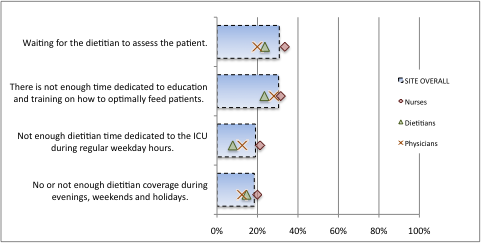 Waiting for the dietitian to assess the patient.
There is not enough time dedicated to education
and training on how to optimally feed patients.
Not enough dietitian time dedicated to the ICU
during regular weekday hours.
No or not enough dietitian coverage during
evenings, weekends and holidays.
SITE OVERALL
Nurses
Dietitians
Physicians
0% 20% 40% 60% 80% 100%